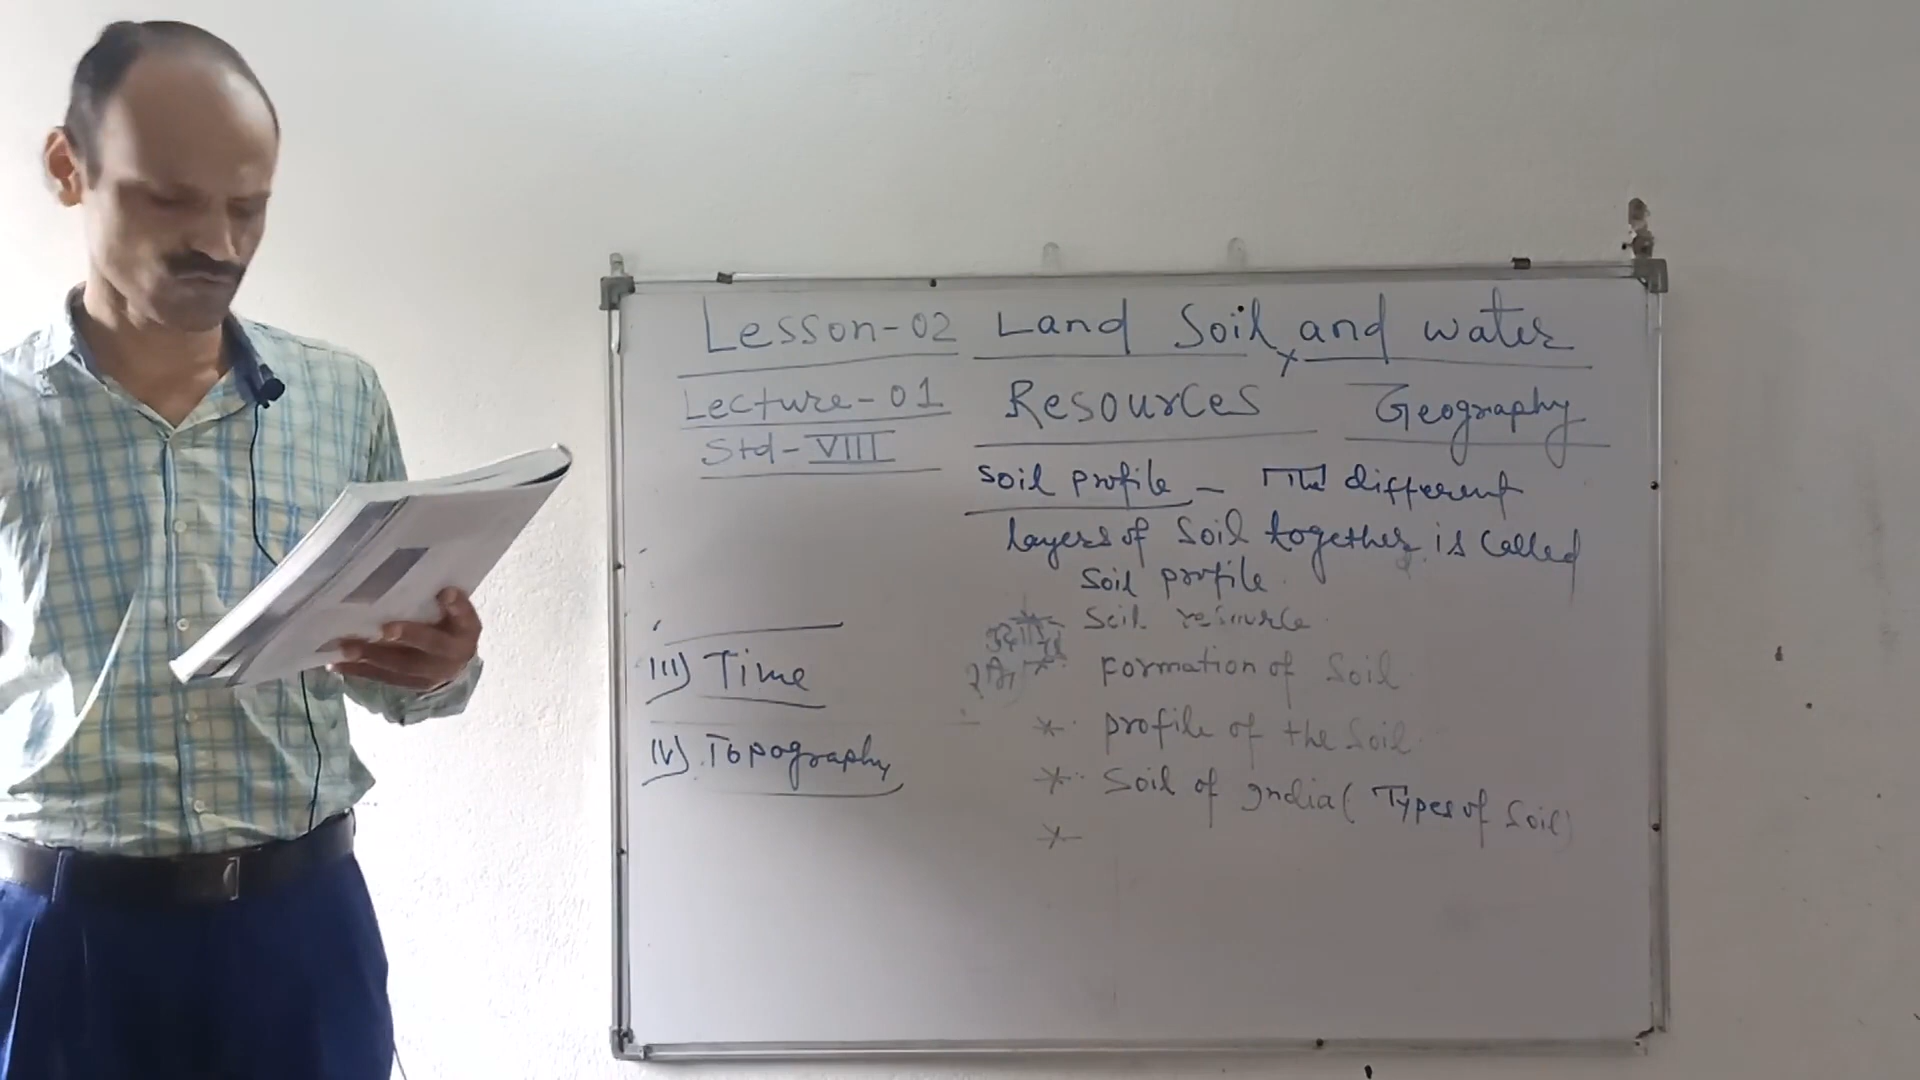 Lesson-02 Land Soil and water
Lecture-01 Resources Geography
Std-VIII
soil profile - The different
layers of Soil together is called
soil profile.
* Soil resource
* Formation of Soil
* profile of the Soil
* Soil of India ( Types of Soil)
*
III) Time
IV) Topography